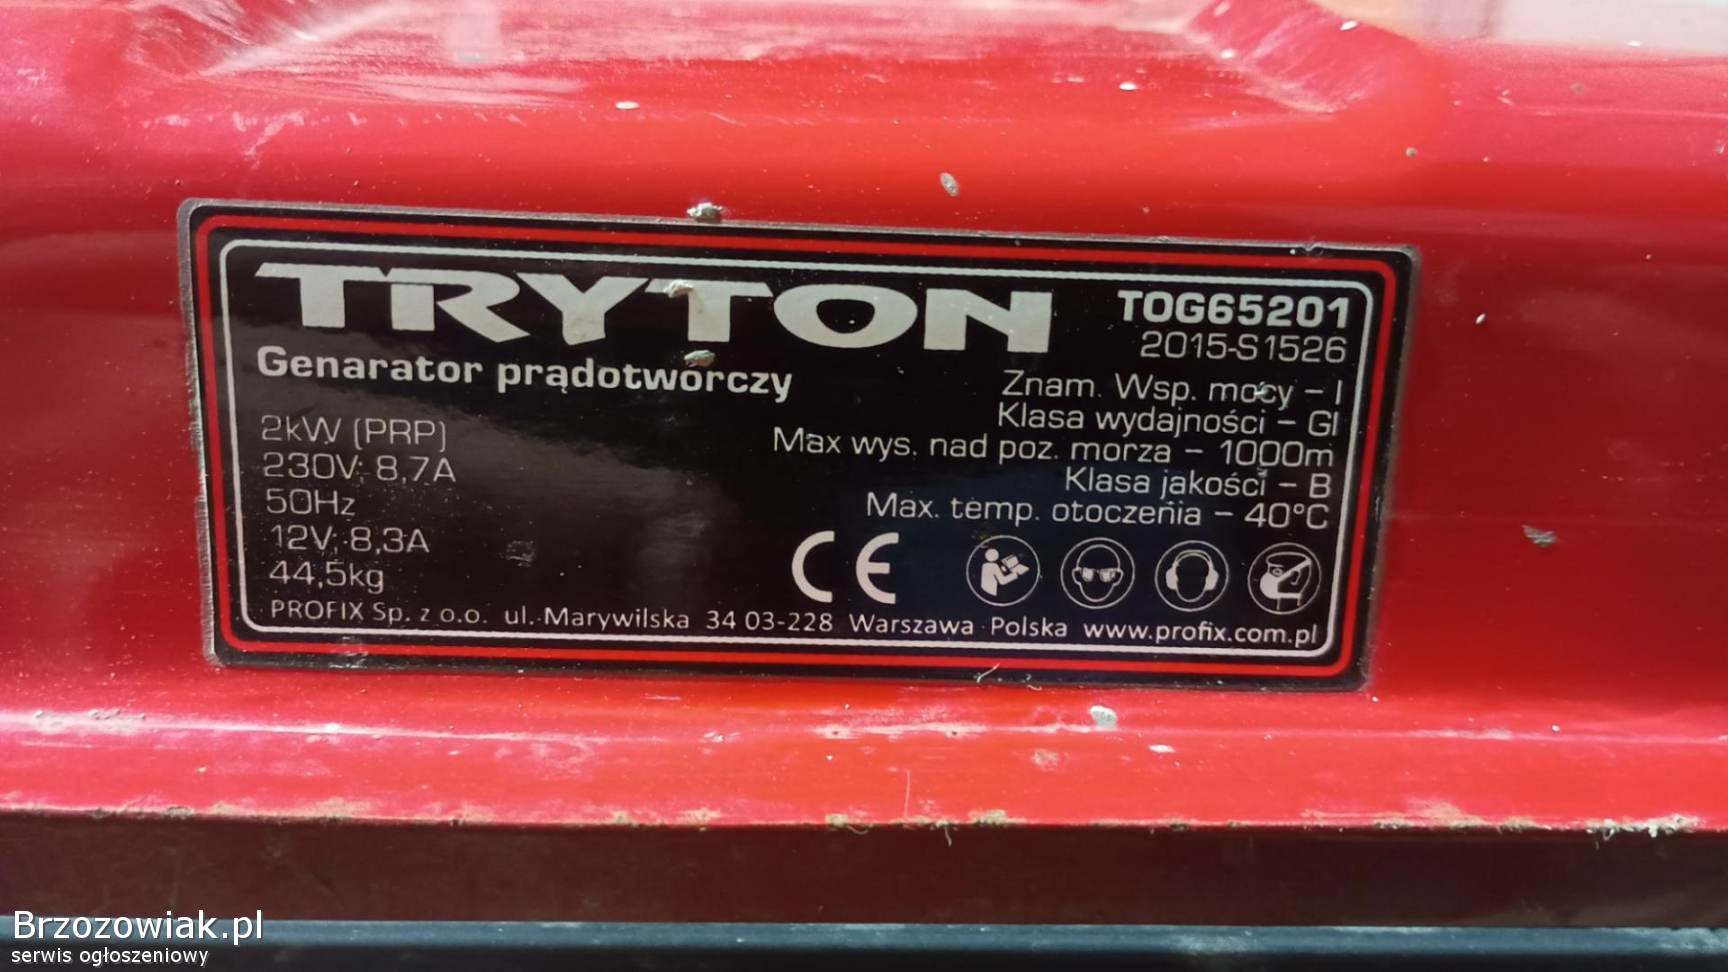 TRYTON
TOG65201
2015-S1526
Genarator prądotwórczy
Znam. Wsp. mocy – I
Klasa wydajności – GI
Max wys. nad poz. morza – 1000m
Klasa jakości – B
Max. temp. otoczenia – 40°C
2kW (PRP)
230V; 8,7A
50Hz
12V; 8,3A
44,5kg
CE
PROFIX Sp. z o.o. ul. Marywilska 34 03-228 Warszawa Polska www.profix.com.pl
Brzozowiak.pl
serwis ogłoszeniowy